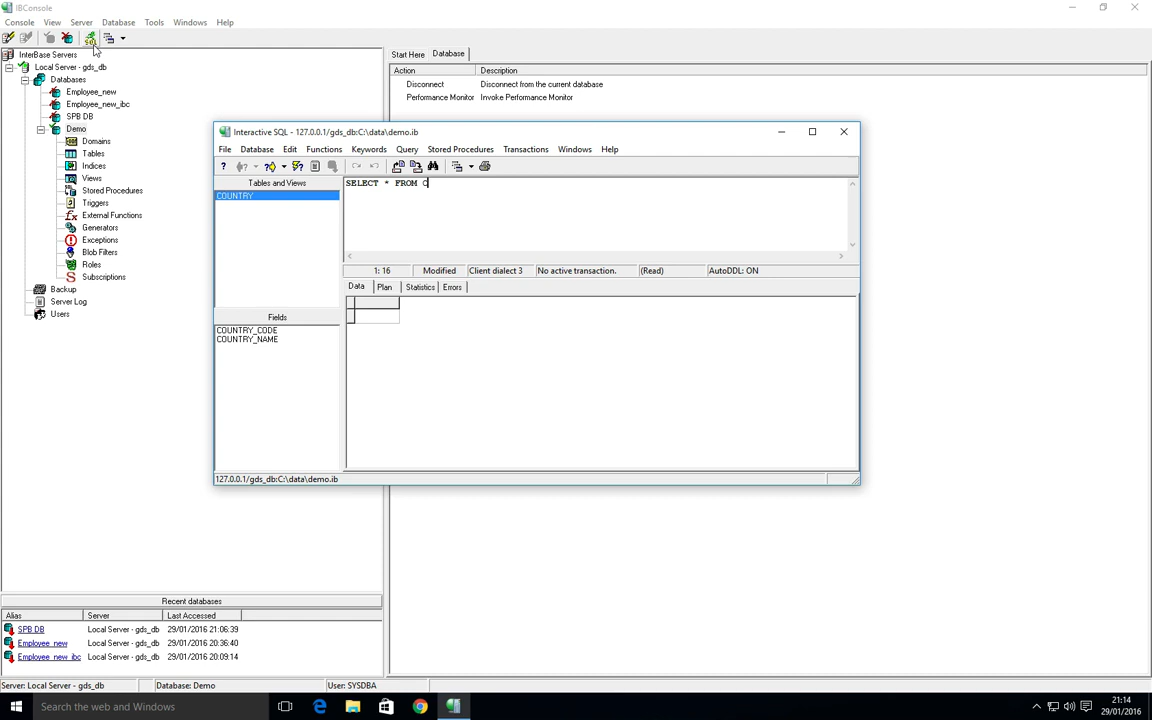 IBConsole
Console View Server Database Tools Windows Help
InterBase Servers
Local Server - gds_db
Databases
Employee_new
Employee_new_ibc
SPB DB
Demo
Domains
Tables
Indices
Views
Stored Procedures
Triggers
External Functions
Generators
Exceptions
Blob Filters
Roles
Subscriptions
Backup
Server Log
Users
Start Here Database
Action Description
Disconnect Disconnect from the current database
Performance Monitor Invoke Performance Monitor
Interactive SQL - 127.0.0.1/gds_db:C:\data\demo.ib
File Database Edit Functions Keywords Query Stored Procedures Transactions Windows Help
Tables and Views
COUNTRY
SELECT * FROM C
1: 16 Modified Client dialect 3 No active transaction. (Read) AutoDDL: ON
Data Plan Statistics Errors
Fields
COUNTRY_CODE
COUNTRY_NAME
127.0.0.1/gds_db:C:\data\demo.ib
Recent databases
Alias Server Last Accessed
SPB DB Local Server - gds_db 29/01/2016 21:06:39
Employee_new Local Server - gds_db 29/01/2016 20:36:40
Employee_new_ibc Local Server - gds_db 29/01/2016 20:09:14
Server: Local Server - gds_db Database: Demo User: SYSDBA
Search the web and Windows
21:14
29/01/2016